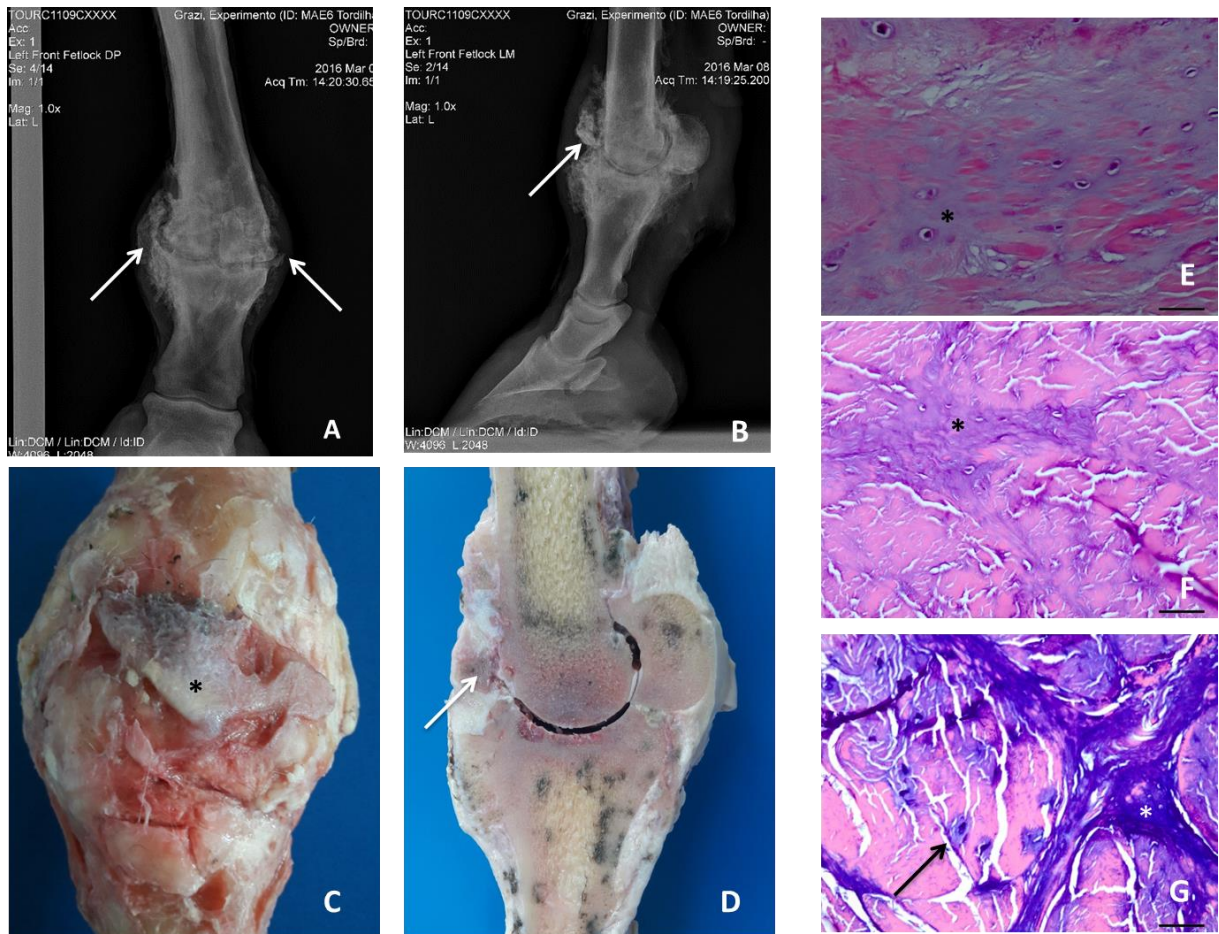 TOURC1109CXXXX
Grazi, Experimento (ID: MAE6 Tordilha
Acc
OWNER
Ex: 1
Sp/Brd:
Left Front Fetlock DP
Se: 4/14
2016 Mar 0
Im: 1/1
Acq Tm: 14:20:30.65
Mag: 1.0x
Lat: L
Lin:DCM / Lin:DCM / Id:ID
W:4096 L:2048
A
TOURC1109CXXXX
Grazi, Experimento (ID: MAE6 Tordilha)
Acc:
OWNER:
Ex: 1
Sp/Brd: -
Left Front Fetlock LM
Se: 2/14
2016 Mar 08
Im: 1/1
Acq Tm: 14:19:25.200
Mag: 1.0x
Lat: L
Lin:DCM / Lin:DCM / Id:ID
W:4096 L:2048
B
C
D
*
E
*
F
*
G
*